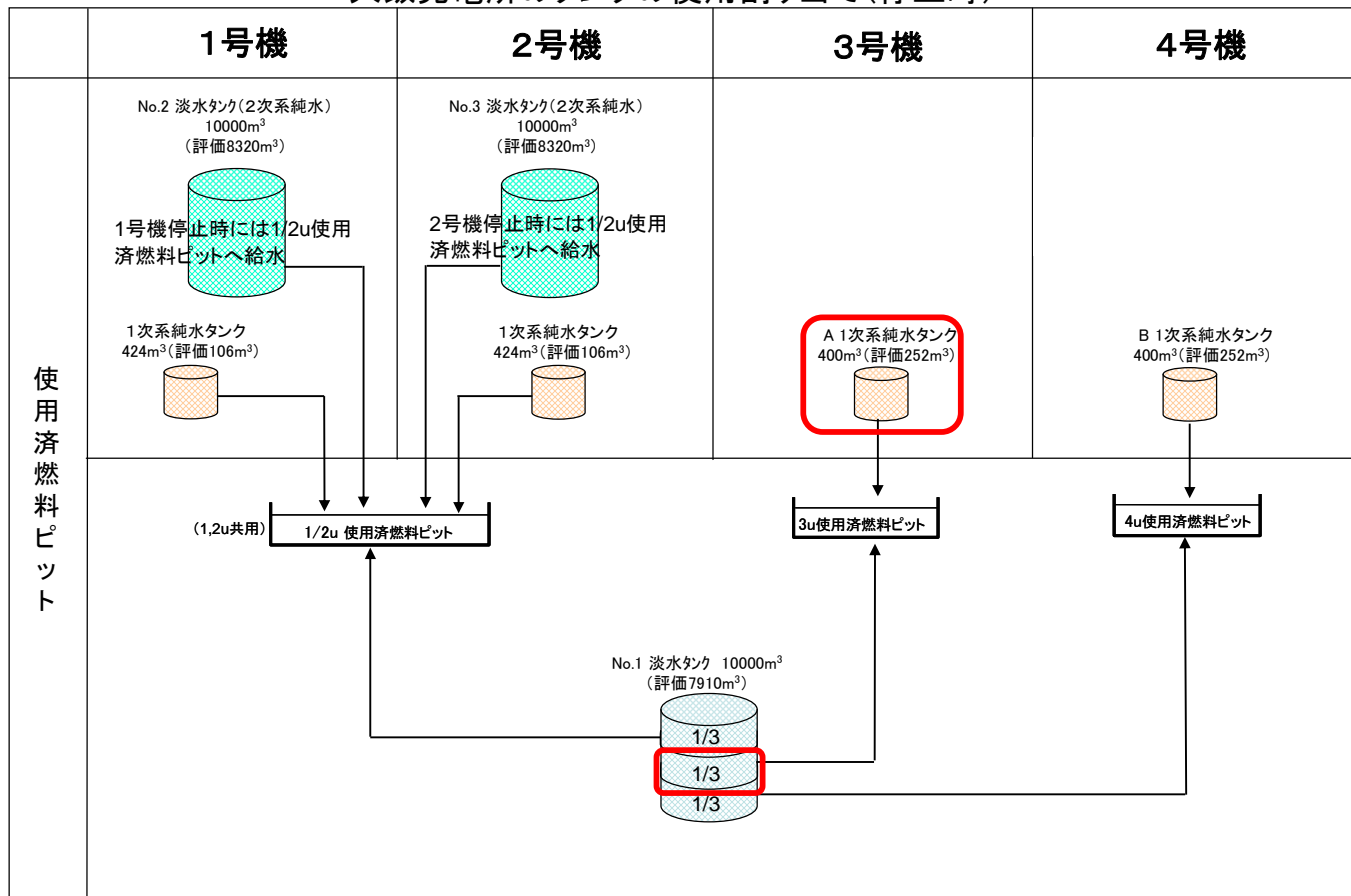 1号機
2号機
3号機
4号機
使用済燃料ピット
No.2 淡水タンク(2次系純水)
10000m³
(評価8320m³)
1号機停止時には1/2u使用
済燃料ピットへ給水
No.3 淡水タンク(2次系純水)
10000m³
(評価8320m³)
2号機停止時には1/2u使用
済燃料ピットへ給水
1次系純水タンク
424m³(評価106m³)
1次系純水タンク
424m³(評価106m³)
A 1次系純水タンク
400m³(評価252m³)
B 1次系純水タンク
400m³(評価252m³)
(1,2u共用)
1/2u 使用済燃料ピット
3u使用済燃料ピット
4u使用済燃料ピット
No.1 淡水タンク 10000m³
(評価7910m³)
1/3
1/3
1/3